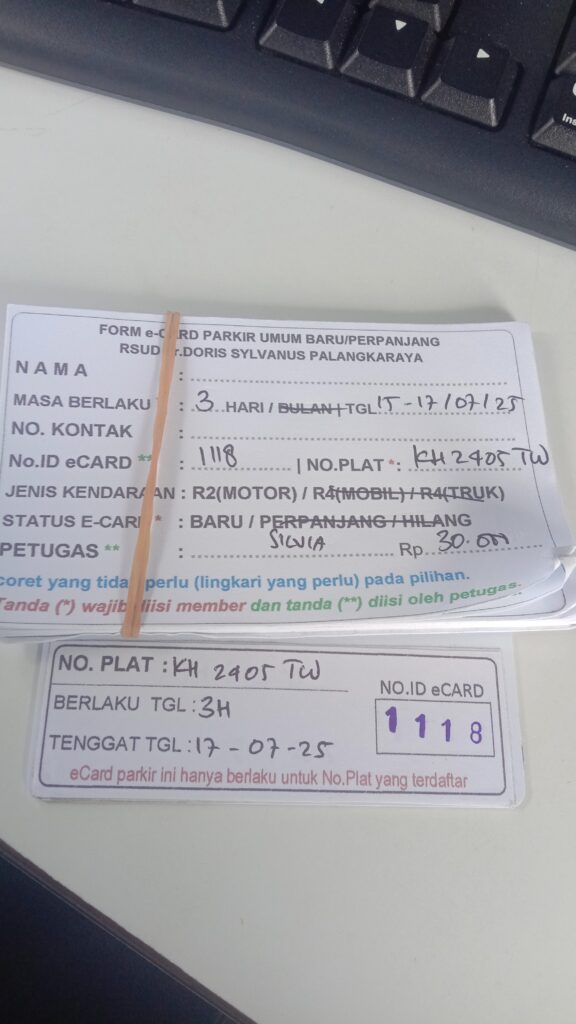 Ins
FORM e-CARD PARKIR UMUM BARU/PERPANJANG
RSUD dr.DORIS SYLVANUS PALANGKARAYA
NAMA :
MASA BERLAKU : 3 HARI / BULAN | TGL 15-17/07/25
NO. KONTAK :
No.ID eCARD ** : 1118 | NO.PLAT *: KH 2405 TW
JENIS KENDARAAN : R2(MOTOR) / R4(MOBIL) / R4(TRUK)
STATUS E-CARD * : BARU / PERPANJANG / HILANG
PETUGAS ** : SILVIA Rp. 30.000
coret yang tidak perlu (lingkari yang perlu) pada pilihan.
Tanda (*) wajib diisi member dan tanda (**) diisi oleh petugas.
NO. PLAT : KH 2405 TW
BERLAKU TGL : 3H
NO.ID eCARD
1118
TENGGAT TGL : 17-07-25
eCard parkir ini hanya berlaku untuk No.Plat yang terdaftar